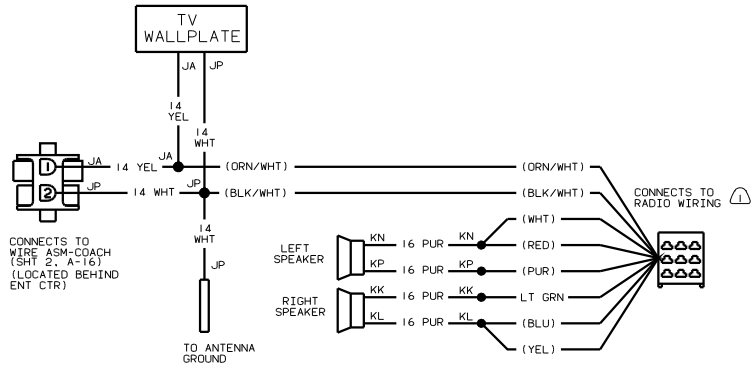 TV
WALLPLATE
JA
JP
14
YEL
14
WHT
JA
14 YEL
JA
(ORN/WHT)
(ORN/WHT)
JP
14 WHT
JP
(BLK/WHT)
(BLK/WHT)
1
2
CONNECTS TO
RADIO WIRING
1
CONNECTS TO
WIRE ASM-COACH
(SHT 2, A-16)
(LOCATED BEHIND
ENT CTR)
14
WHT
JP
TO ANTENNA
GROUND
LEFT
SPEAKER
KN
16 PUR
KN
(WHT)
(RED)
KP
16 PUR
KP
(PUR)
RIGHT
SPEAKER
KK
16 PUR
KK
LT GRN
KL
16 PUR
KL
(BLU)
(YEL)